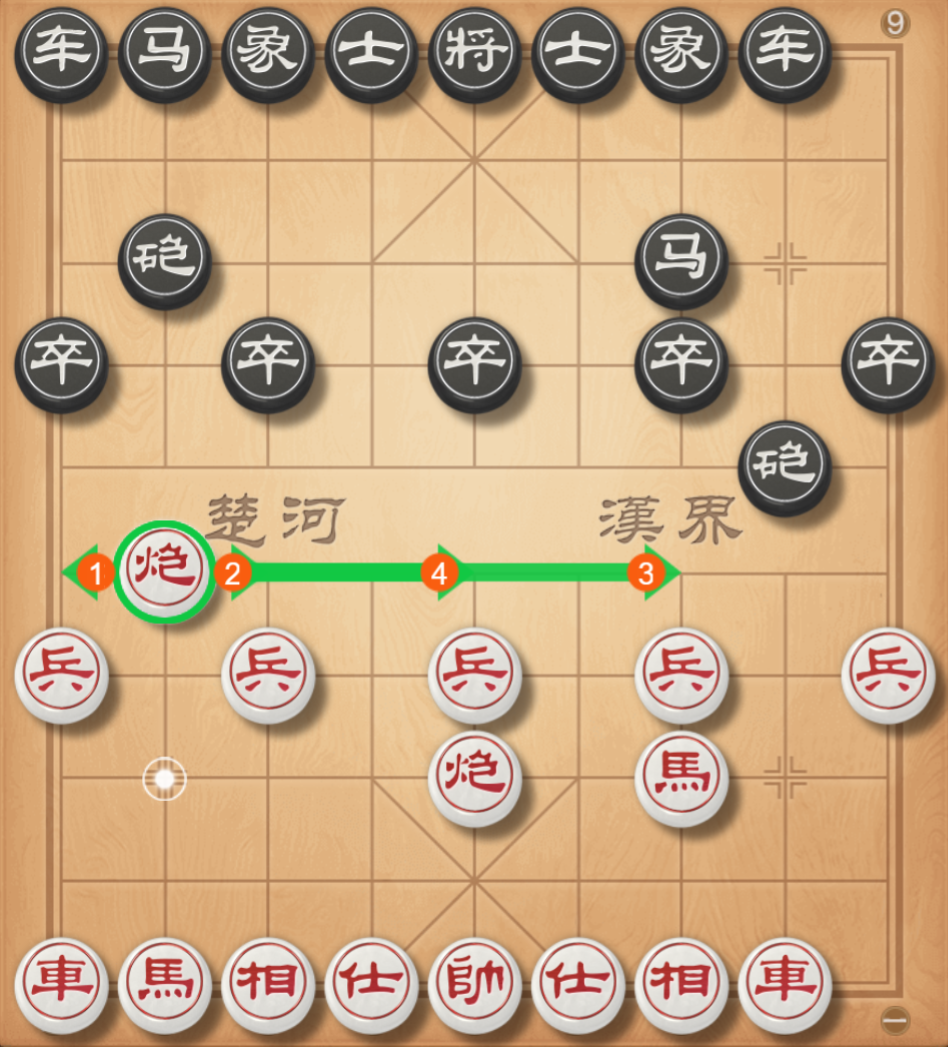 9
车 马 象 士 将 士 象 车
砲 马
卒 卒 卒 卒 卒
砲
楚河 漢界
1 炮 2 4 3
兵 兵 兵 兵 兵
炮 馬
車 馬 相 仕 帥 仕 相 車
一